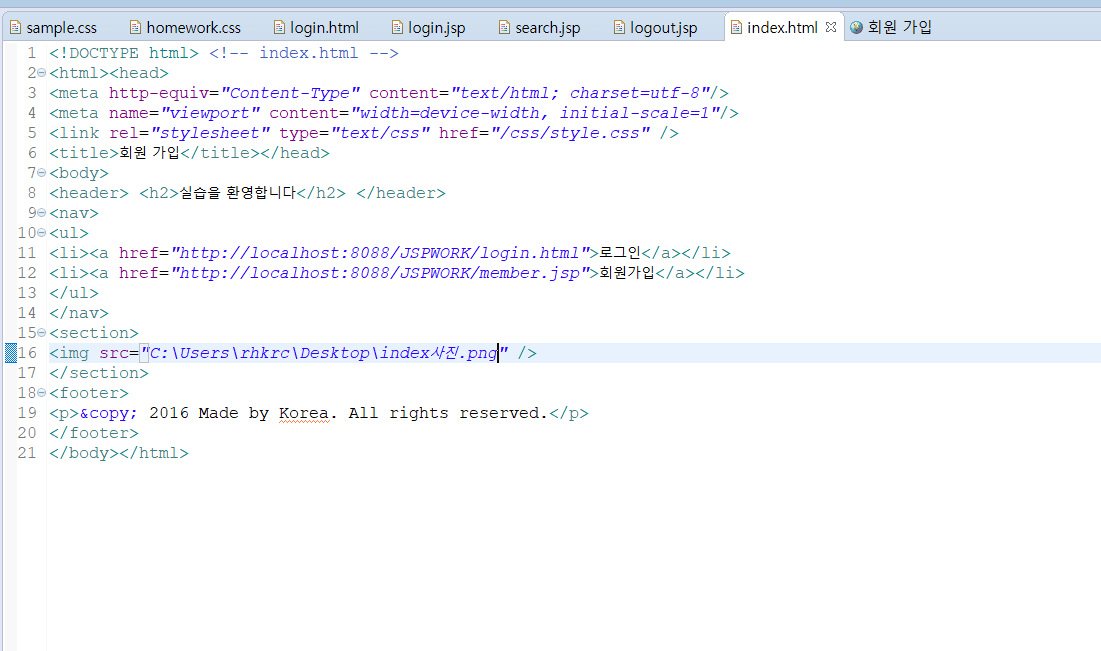 sample.css homework.css login.html login.jsp search.jsp logout.jsp index.html 회원 가입
1 <!DOCTYPE html> <!-- index.html -->
2 <html><head>
3 <meta http-equiv="Content-Type" content="text/html; charset=utf-8"/>
4 <meta name="viewport" content="width=device-width, initial-scale=1"/>
5 <link rel="stylesheet" type="text/css" href="/css/style.css" />
6 <title>회원 가입</title></head>
7 <body>
8 <header> <h2>실습을 환영합니다</h2> </header>
9 <nav>
10 <ul>
11 <li><a href="http://localhost:8088/JSPWORK/login.html">로그인</a></li>
12 <li><a href="http://localhost:8088/JSPWORK/member.jsp">회원가입</a></li>
13 </ul>
14 </nav>
15 <section>
16 <img src="C:\Users\rhkrc\Desktop\index사진.png" />
17 </section>
18 <footer>
19 <p>&copy; 2016 Made by Korea. All rights reserved.</p>
20 </footer>
21 </body></html>